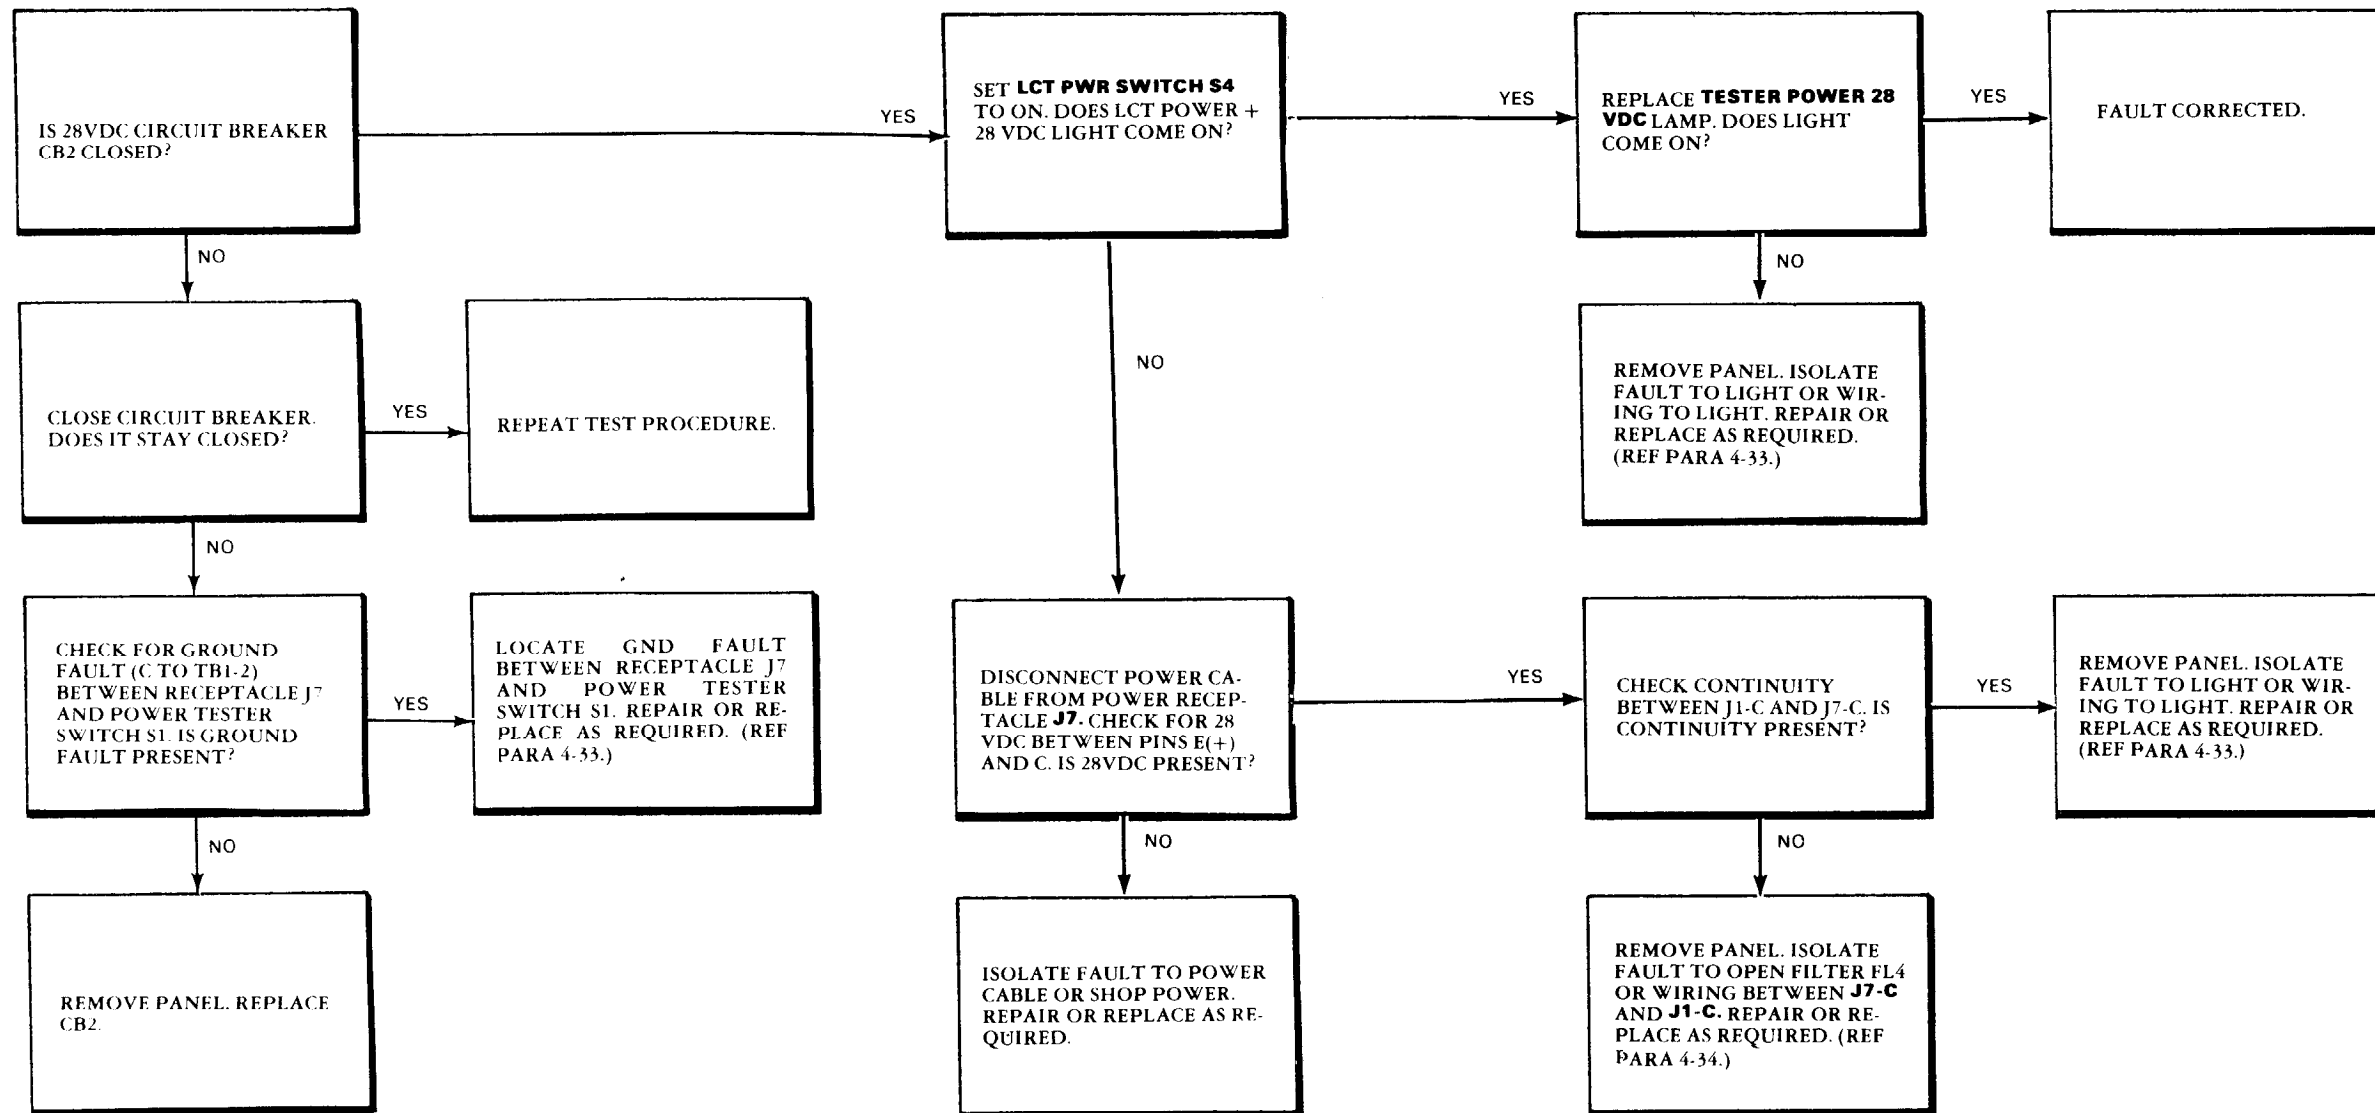 IS 28VDC CIRCUIT BREAKER
CB2 CLOSED?
YES
SET LCT PWR SWITCH S4
TO ON. DOES LCT POWER +
28 VDC LIGHT COME ON?
YES
REPLACE TESTER POWER 28
VDC LAMP. DOES LIGHT
COME ON?
YES
FAULT CORRECTED.
NO
NO
NO
CLOSE CIRCUIT BREAKER.
DOES IT STAY CLOSED?
YES
REPEAT TEST PROCEDURE.
REMOVE PANEL. ISOLATE
FAULT TO LIGHT OR WIR-
ING TO LIGHT. REPAIR OR
REPLACE AS REQUIRED.
(REF PARA 4-33.)
NO
CHECK FOR GROUND
FAULT (C TO TB1-2)
BETWEEN RECEPTACLE J7
AND POWER TESTER
SWITCH S1. IS GROUND
FAULT PRESENT?
YES
LOCATE GND FAULT
BETWEEN RECEPTACLE J7
AND POWER TESTER
SWITCH S1. REPAIR OR RE-
PLACE AS REQUIRED. (REF
PARA 4-33.)
DISCONNECT POWER CA-
BLE FROM POWER RECEP-
TACLE J7. CHECK FOR 28
VDC BETWEEN PINS E(+)
AND C. IS 28VDC PRESENT?
YES
CHECK CONTINUITY
BETWEEN J1-C AND J7-C. IS
CONTINUITY PRESENT?
YES
REMOVE PANEL. ISOLATE
FAULT TO LIGHT OR WIR-
ING TO LIGHT. REPAIR OR
REPLACE AS REQUIRED.
(REF PARA 4-33.)
NO
NO
NO
REMOVE PANEL. REPLACE
CB2.
ISOLATE FAULT TO POWER
CABLE OR SHOP POWER.
REPAIR OR REPLACE AS RE-
QUIRED.
REMOVE PANEL. ISOLATE
FAULT TO OPEN FILTER FL4
OR WIRING BETWEEN J7-C
AND J1-C. REPAIR OR RE-
PLACE AS REQUIRED. (REF
PARA 4-34.)